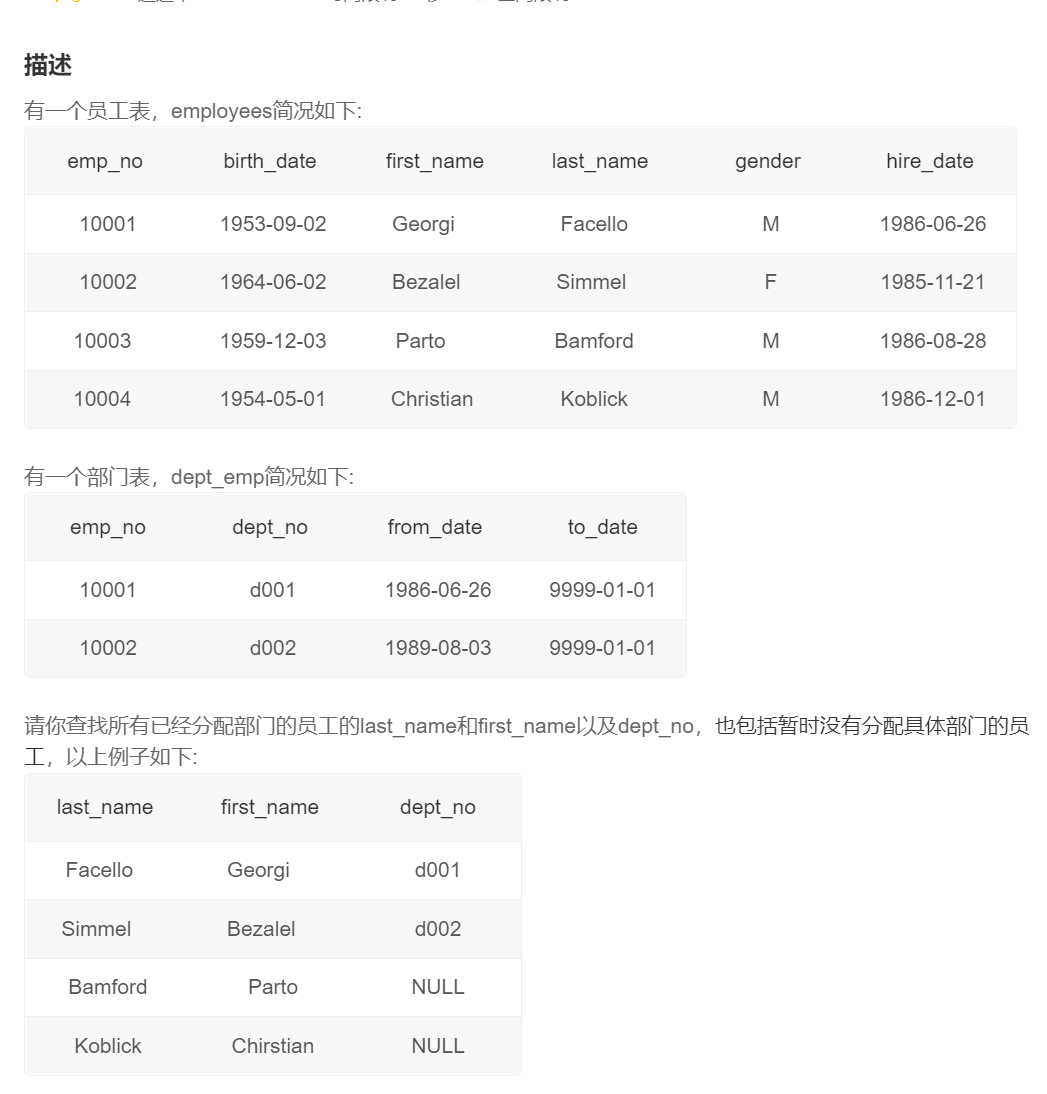 描述
有一个员工表，employees简况如下:
emp_no birth_date first_name last_name gender hire_date
10001 1953-09-02 Georgi Facello M 1986-06-26
10002 1964-06-02 Bezalel Simmel F 1985-11-21
10003 1959-12-03 Parto Bamford M 1986-08-28
10004 1954-05-01 Christian Koblick M 1986-12-01
有一个部门表，dept_emp简况如下:
emp_no dept_no from_date to_date
10001 d001 1986-06-26 9999-01-01
10002 d002 1989-08-03 9999-01-01
请你查找所有已经分配部门的员工的last_name和first_name以及dept_no，也包括暂时没有分配具体部门的员
工，以上例子如下:
last_name first_name dept_no
Facello Georgi d001
Simmel Bezalel d002
Bamford Parto NULL
Koblick Chirstian NULL